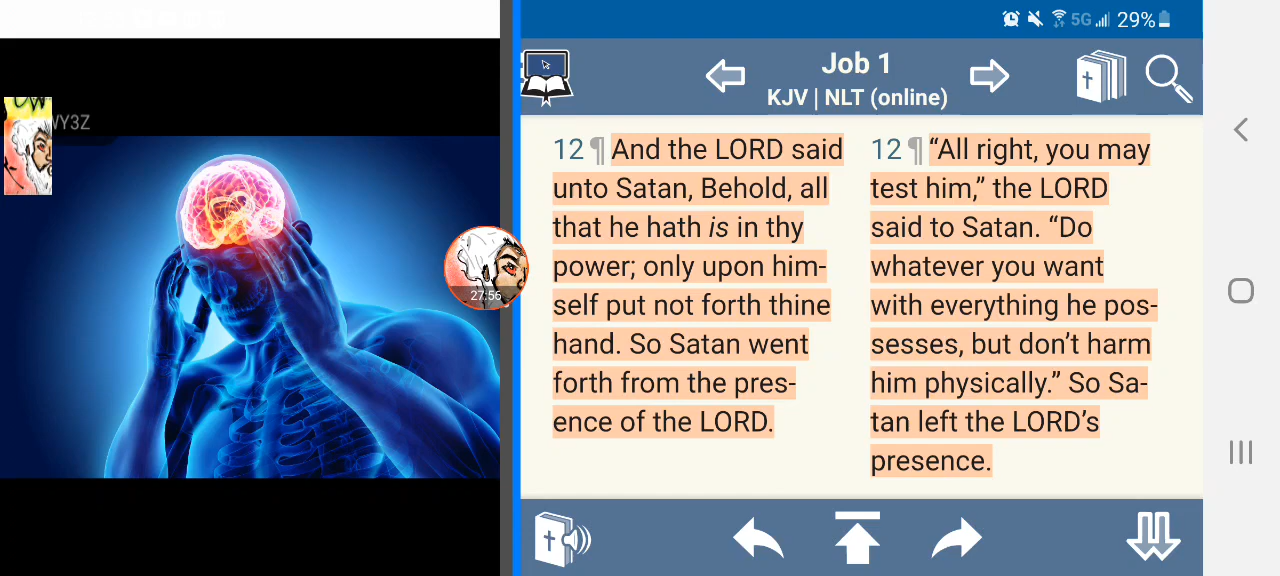 5G 29%
Job 1
KJV | NLT (online)
WY3Z
27:56
12 ¶ And the LORD said
unto Satan, Behold, all
that he hath is in thy
power; only upon him-
self put not forth thine
hand. So Satan went
forth from the pres-
ence of the LORD.
12 ¶ “All right, you may
test him,” the LORD
said to Satan. “Do
whatever you want
with everything he pos-
sesses, but don’t harm
him physically.” So Sa-
tan left the LORD’s
presence.